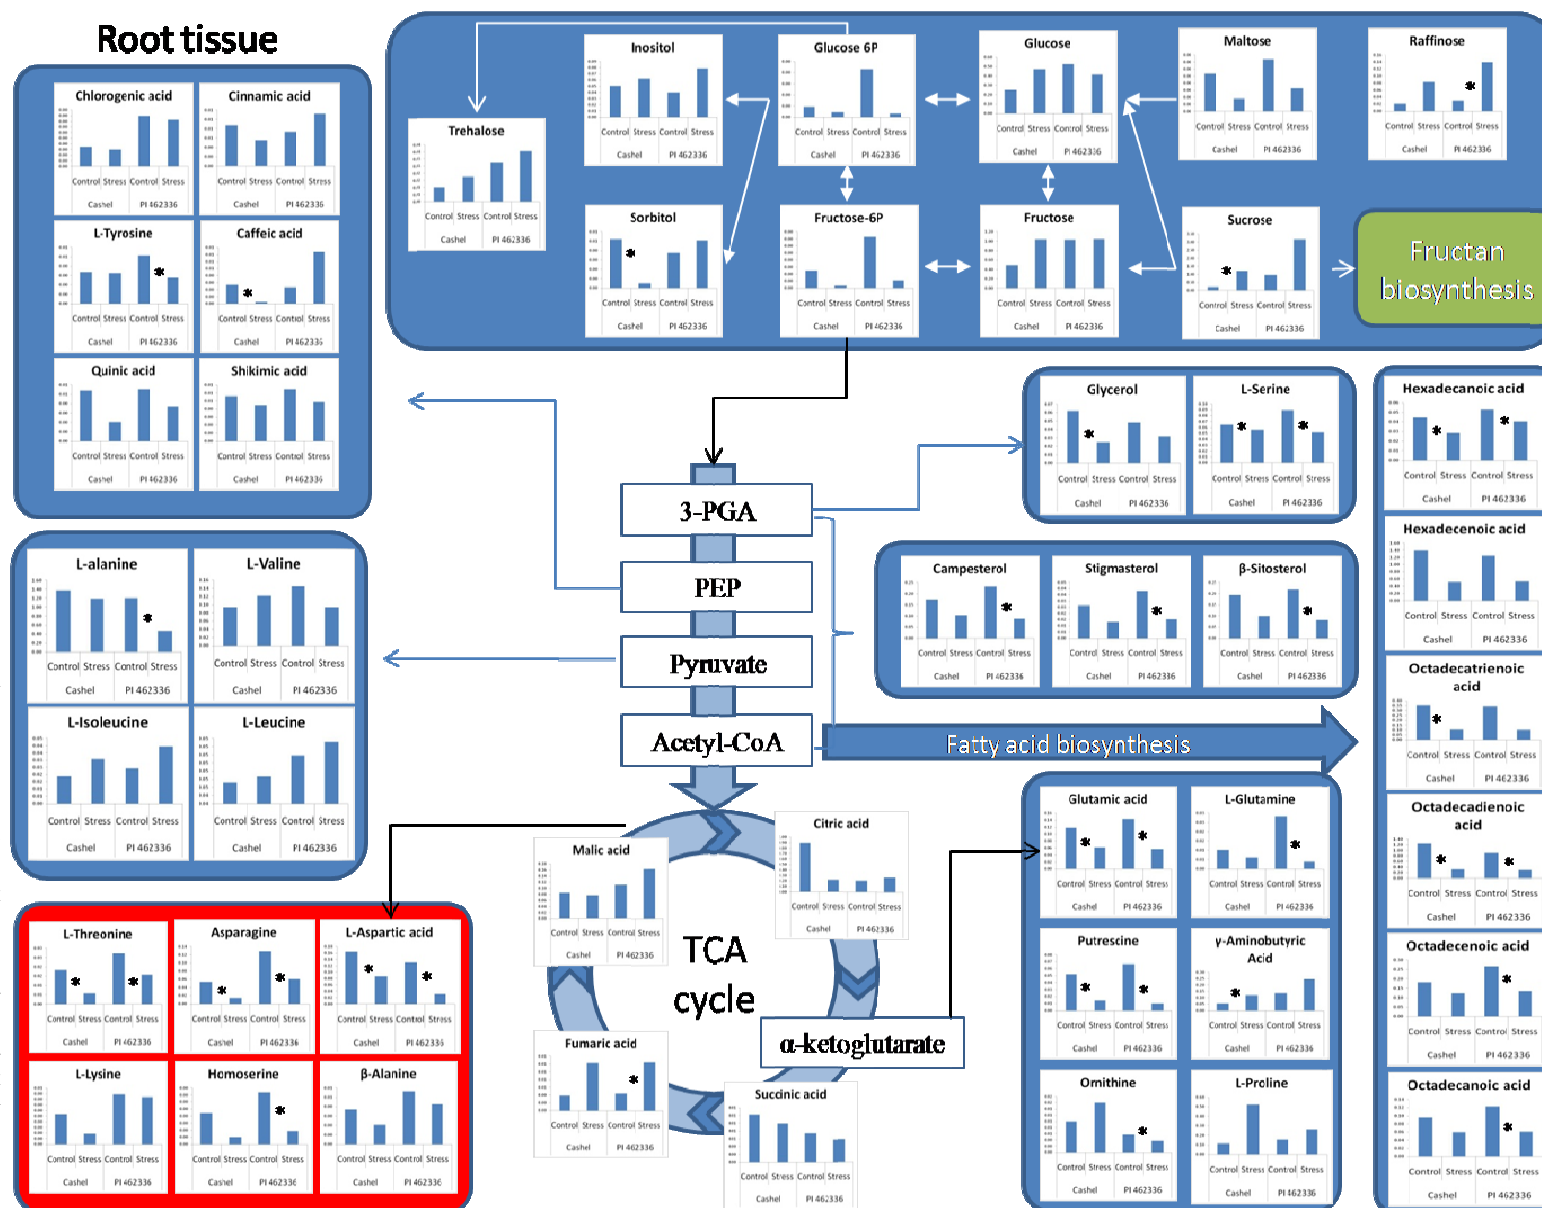 Root tissue
Chlorogenic acid
Control Stress Control Stress
Cashel PI 462336
Cinnamic acid
Control Stress Control Stress
Cashel PI 462336
L-Tyrosine
Control Stress Control Stress
Cashel PI 462336
Caffeic acid
Control Stress Control Stress
Cashel PI 462336
Quinic acid
Control Stress Control Stress
Cashel PI 462336
Shikimic acid
Control Stress Control Stress
Cashel PI 462336
Trehalose
Control Stress Control Stress
Cashel PI 462336
Inositol
Control Stress Control Stress
Cashel PI 462336
Glucose 6P
Control Stress Control Stress
Cashel PI 462336
Glucose
Control Stress Control Stress
Cashel PI 462336
Maltose
Control Stress Control Stress
Cashel PI 462336
Raffinose
Control Stress Control Stress
Cashel PI 462336
Sorbitol
Control Stress Control Stress
Cashel PI 462336
Fructose-6P
Control Stress Control Stress
Cashel PI 462336
Fructose
Control Stress Control Stress
Cashel PI 462336
Sucrose
Control Stress Control Stress
Cashel PI 462336
Fructan
biosynthesis
3-PGA
PEP
Pyruvate
Acetyl-CoA
Glycerol
Control Stress Control Stress
Cashel PI 462336
L-Serine
Control Stress Control Stress
Cashel PI 462336
Campesterol
Control Stress Control Stress
Cashel PI 462336
Stigmasterol
Control Stress Control Stress
Cashel PI 462336
β-Sitosterol
Control Stress Control Stress
Cashel PI 462336
Fatty acid biosynthesis
Hexadecanoic acid
Control Stress Control Stress
Cashel PI 462336
Hexadecenoic acid
Control Stress Control Stress
Cashel PI 462336
Octadecatrienoic
acid
Control Stress Control Stress
Cashel PI 462336
Octadecadienoic
acid
Control Stress Control Stress
Cashel PI 462336
Octadecenoic acid
Control Stress Control Stress
Cashel PI 462336
Octadecanoic acid
Control Stress Control Stress
Cashel PI 462336
L-alanine
Control Stress Control Stress
Cashel PI 462336
L-Valine
Control Stress Control Stress
Cashel PI 462336
L-Isoleucine
Control Stress Control Stress
Cashel PI 462336
L-Leucine
Control Stress Control Stress
Cashel PI 462336
L-Threonine
Control Stress Control Stress
Cashel PI 462336
Asparagine
Control Stress Control Stress
Cashel PI 462336
L-Aspartic acid
Control Stress Control Stress
Cashel PI 462336
L-Lysine
Control Stress Control Stress
Cashel PI 462336
Homoserine
Control Stress Control Stress
Cashel PI 462336
β-Alanine
Control Stress Control Stress
Cashel PI 462336
TCA
cycle
Malic acid
Control Stress Control Stress
Cashel PI 462336
Citric acid
Control Stress Control Stress
Cashel PI 462336
α-ketoglutarate
Fumaric acid
Control Stress Control Stress
Cashel PI 462336
Succinic acid
Control Stress Control Stress
Cashel PI 462336
Glutamic acid
Control Stress Control Stress
Cashel PI 462336
L-Glutamine
Control Stress Control Stress
Cashel PI 462336
Putrescine
Control Stress Control Stress
Cashel PI 462336
γ-Aminobutyric
Acid
Control Stress Control Stress
Cashel PI 462336
Ornithine
Control Stress Control Stress
Cashel PI 462336
L-Proline
Control Stress Control Stress
Cashel PI 462336